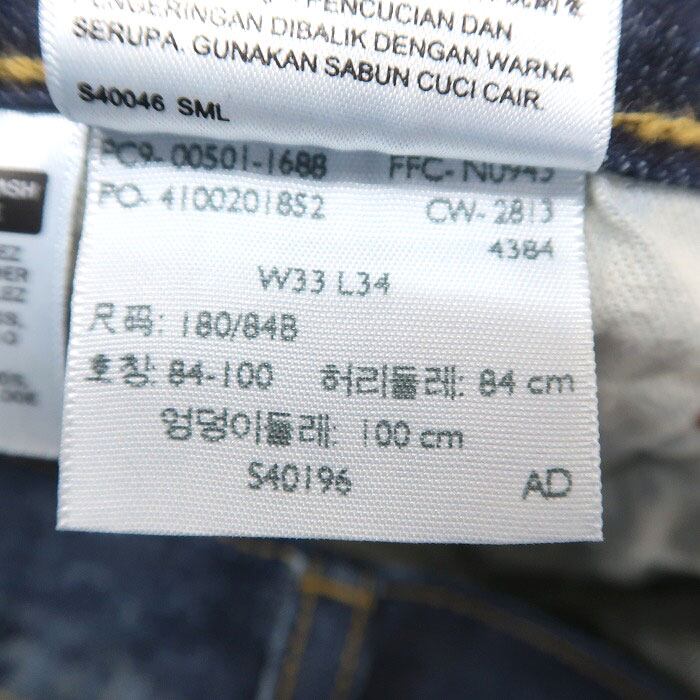 PENCUCIAN DAN
PENGERINGAN DIBALIK DENGAN WARNA
SERUPA. GUNAKAN SABUN CUCI CAIR.
S40046 SML
PC9-00501-1688 FFC-N0945
PO-4100201852 CW-2813
4384
W33 L34
尺码: 180/84B
호칭: 84-100 허리둘레: 84 cm
엉덩이둘레: 100 cm
S40196 AD